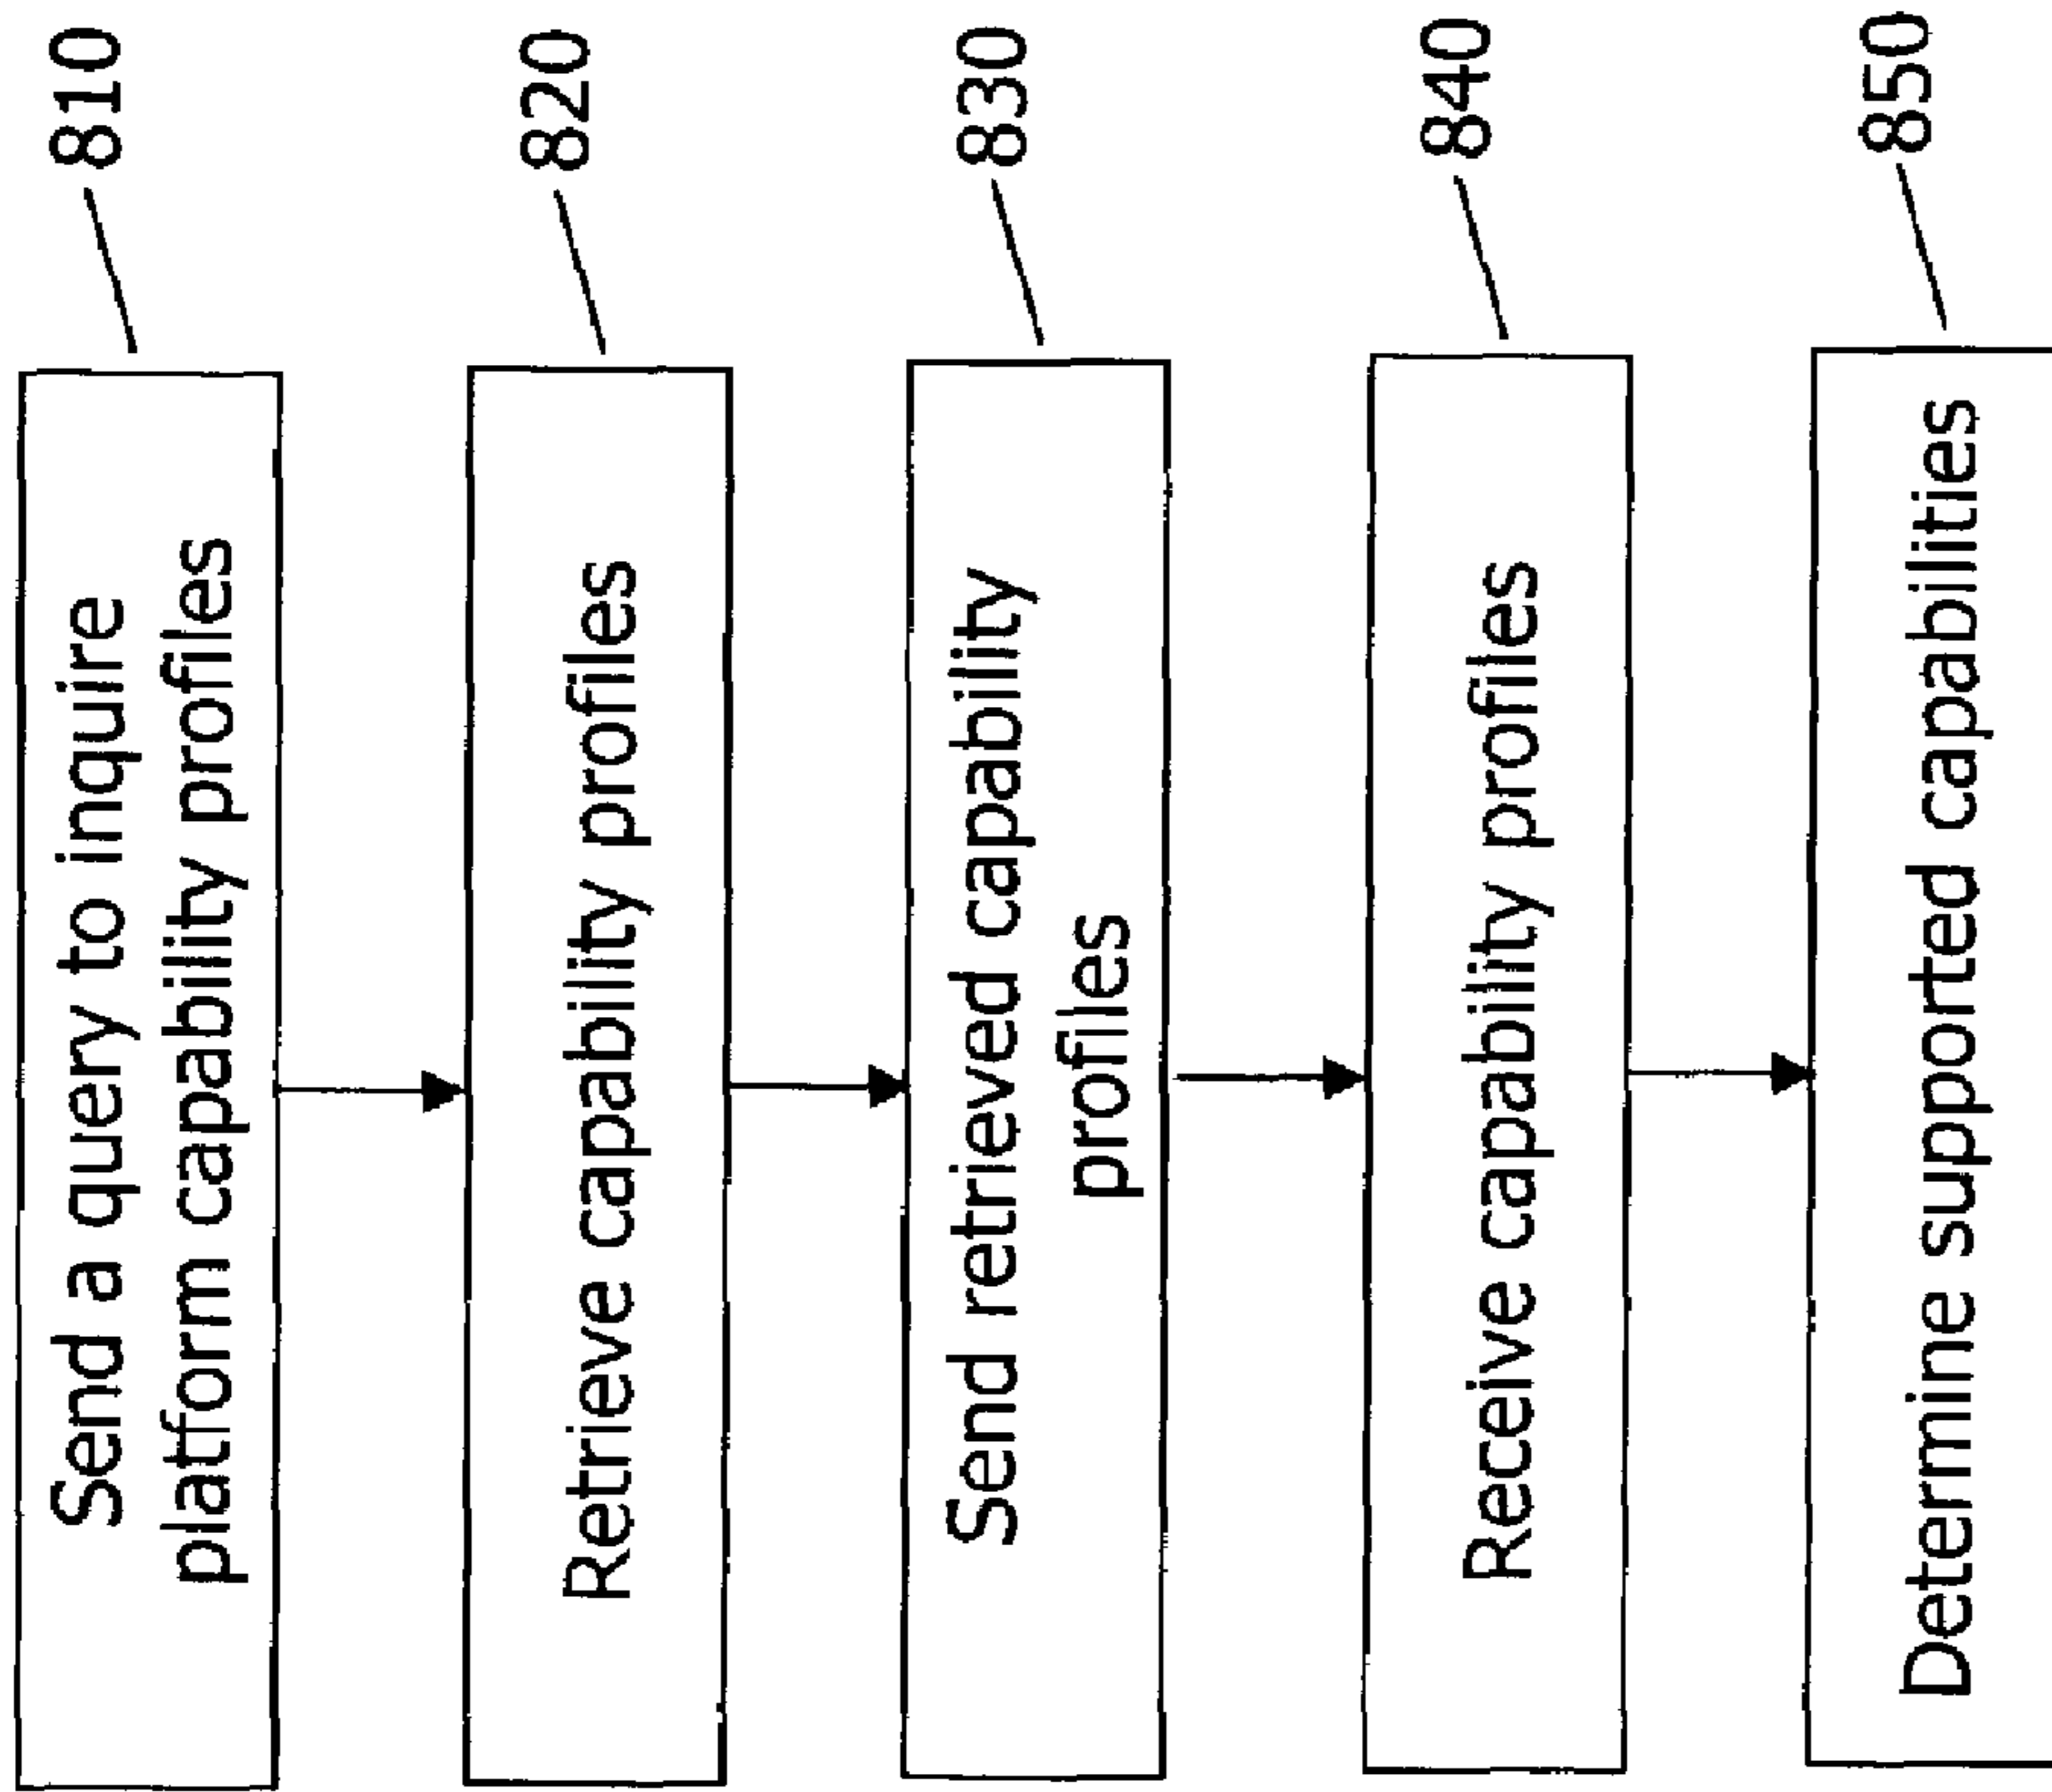 Send a query to inquire
platform capability profiles
810
Retrieve capability profiles
820
Send retrieved capability
profiles
830
Receive capability profiles
840
Determine supported capabilities
850